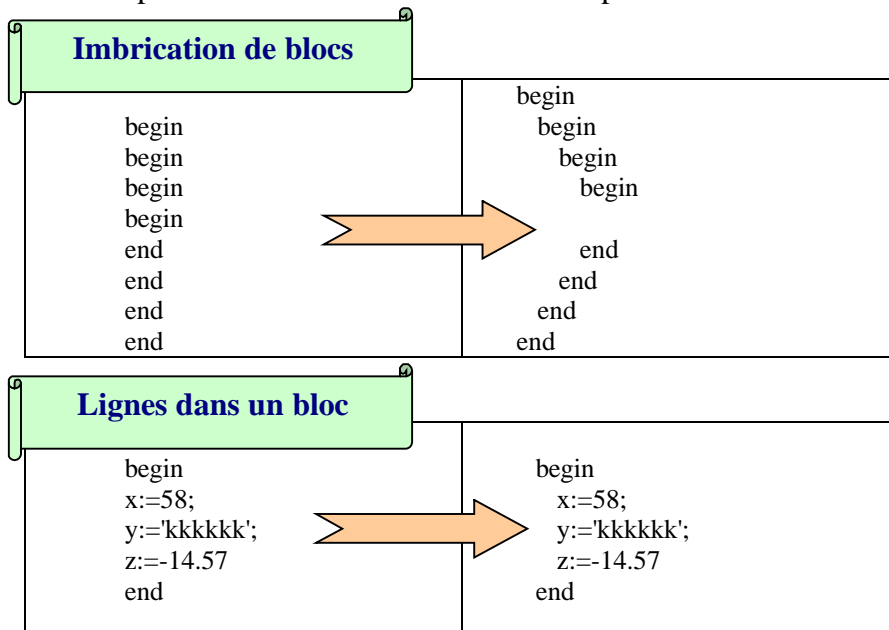 Imbrication de blocs
begin
begin
begin
begin
end
end
end
end
begin
begin
begin
begin
end
end
end
end
Lignes dans un bloc
begin
x:=58;
y:='kkkkkk';
z:=-14.57
end
begin
x:=58;
y:='kkkkkk';
z:=-14.57
end